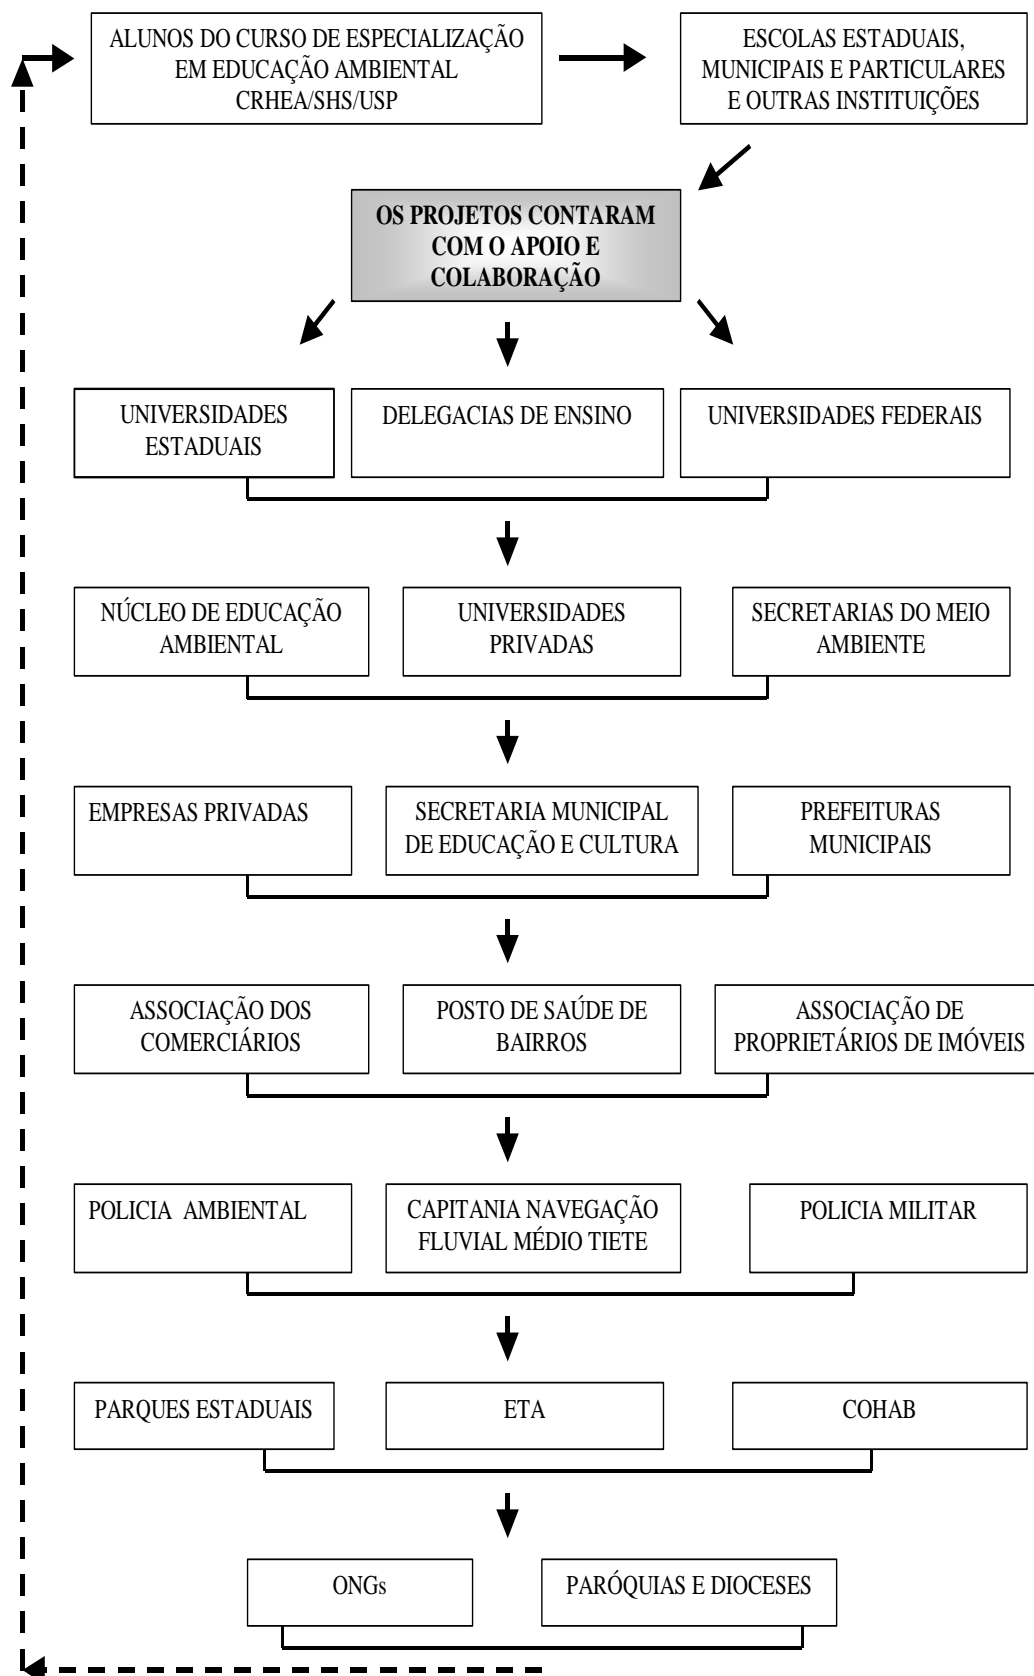 ALUNOS DO CURSO DE ESPECIALIZAÇÃO
EM EDUCAÇÃO AMBIENTAL
CRHEA/SHS/USP
ESCOLAS ESTADUAIS,
MUNICIPAIS E PARTICULARES
E OUTRAS INSTITUIÇÕES
OS PROJETOS CONTARAM
COM O APOIO E
COLABORAÇÃO
UNIVERSIDADES
ESTADUAIS
DELEGACIAS DE ENSINO
UNIVERSIDADES FEDERAIS
NÚCLEO DE EDUCAÇÃO
AMBIENTAL
UNIVERSIDADES
PRIVADAS
SECRETARIAS DO MEIO
AMBIENTE
EMPRESAS PRIVADAS
SECRETARIA MUNICIPAL
DE EDUCAÇÃO E CULTURA
PREFEITURAS
MUNICIPAIS
ASSOCIAÇÃO DOS
COMERCIÁRIOS
POSTO DE SAÚDE DE
BAIRROS
ASSOCIAÇÃO DE
PROPRIETÁRIOS DE IMÓVEIS
POLICIA AMBIENTAL
CAPITANIA NAVEGAÇÃO
FLUVIAL MÉDIO TIETE
POLICIA MILITAR
PARQUES ESTADUAIS
ETA
COHAB
ONGs
PARÓQUIAS E DIOCESES